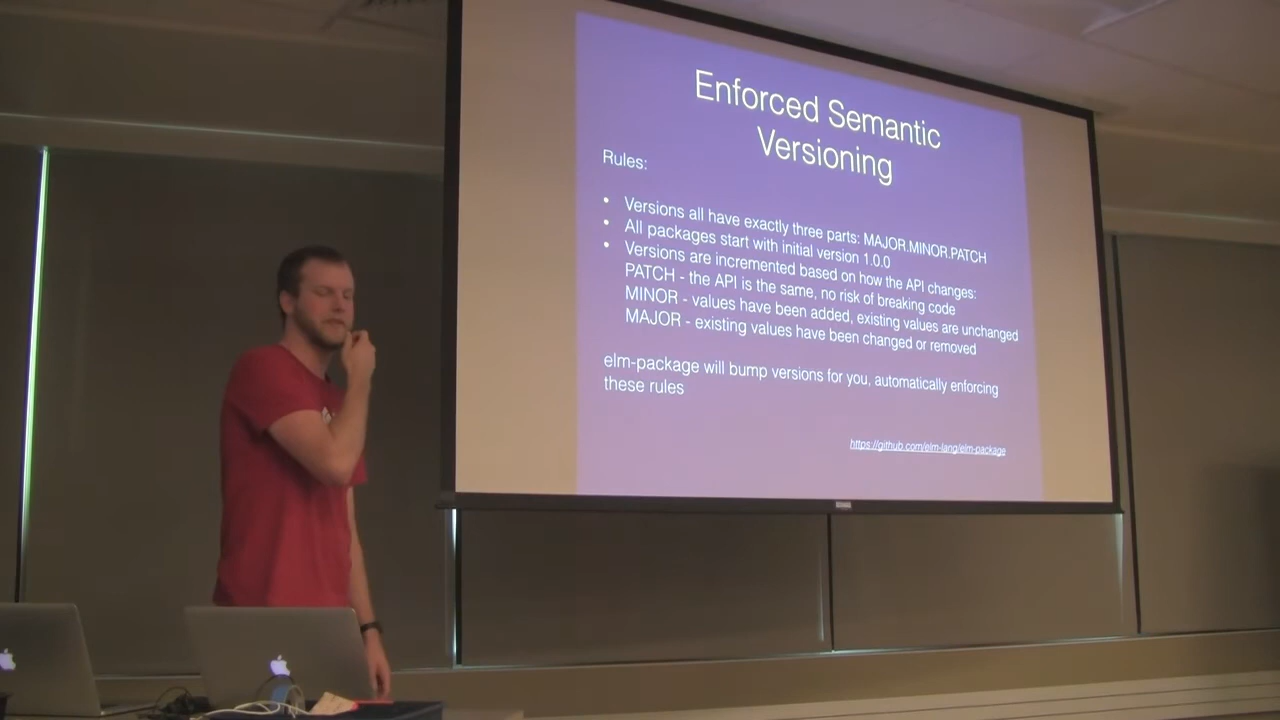 Enforced Semantic
Versioning
Rules:
• Versions all have exactly three parts: MAJOR.MINOR.PATCH
• All packages start with initial version 1.0.0
• Versions are incremented based on how the API changes:
PATCH - the API is the same, no risk of breaking code
MINOR - values have been added, existing values are unchanged
MAJOR - existing values have been changed or removed
elm-package will bump versions for you, automatically enforcing
these rules
https://github.com/elm-lang/elm-package